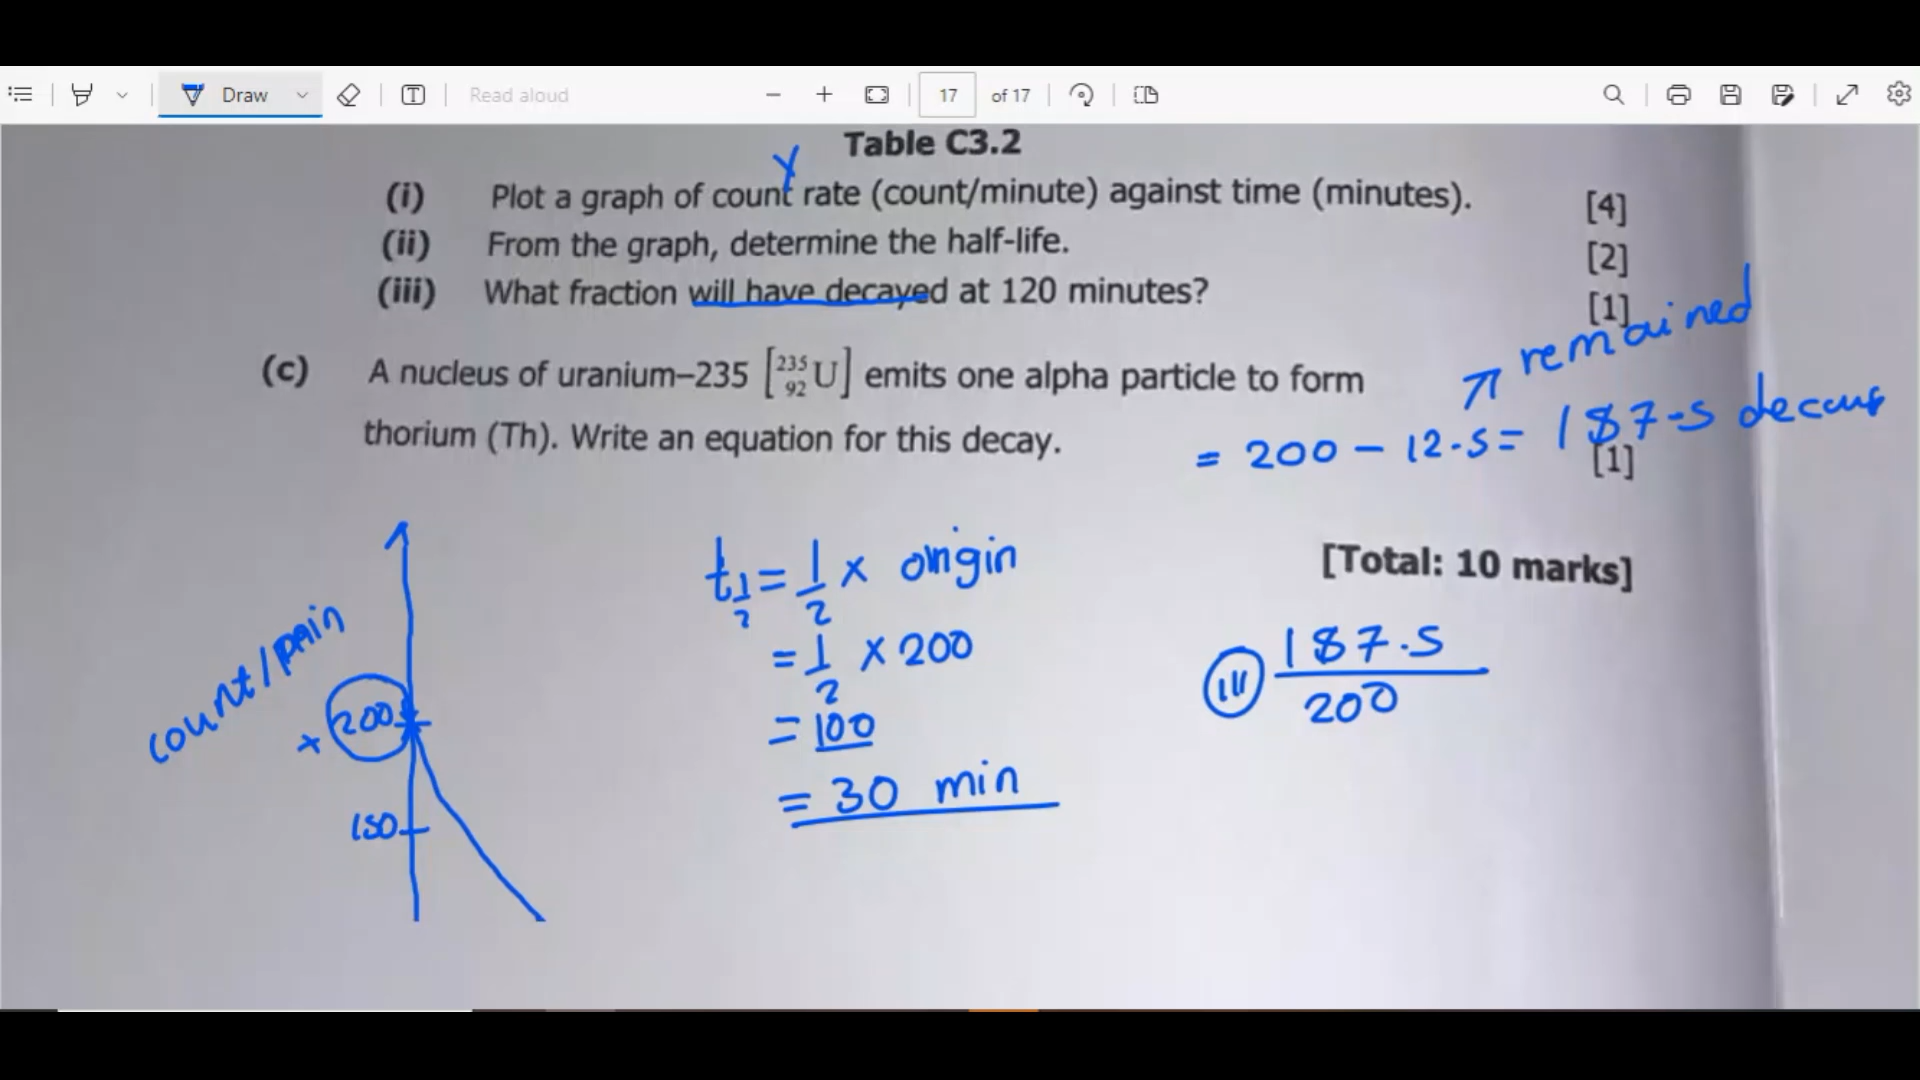 Draw
Read aloud
17 of 17
Table C3.2
(i) Plot a graph of count rate (count/minute) against time (minutes). [4]
Y
(ii) From the graph, determine the half-life. [2]
(iii) What fraction will have decayed at 120 minutes? [1]
remained
(c) A nucleus of uranium–235 [²³⁵₉₂U] emits one alpha particle to form
thorium (Th). Write an equation for this decay. [1]
= 200 - 12.5 = 187.5
[Total: 10 marks]
t½ = 1/2 x origin
= 1/2 x 200
= 100
= 30 min
(iii) 187.5/200
count/
x 200
150